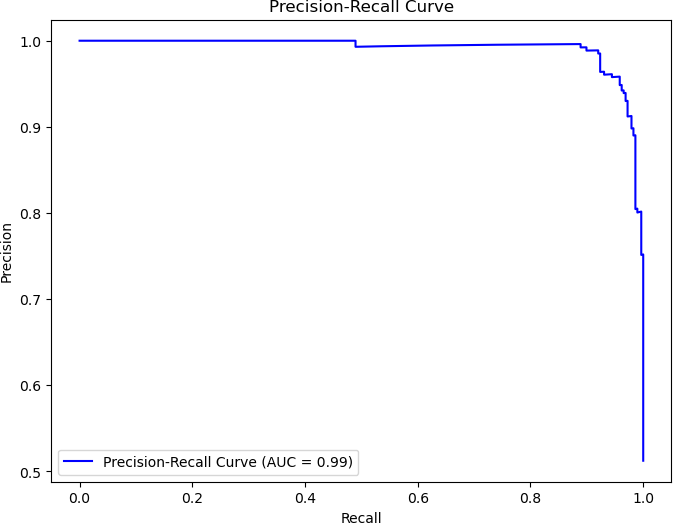 Precision-Recall Curve
1.0
0.9
0.8
0.7
0.6
0.5
Precision
Precision-Recall Curve (AUC = 0.99)
0.0 0.2 0.4 0.6 0.8 1.0
Recall